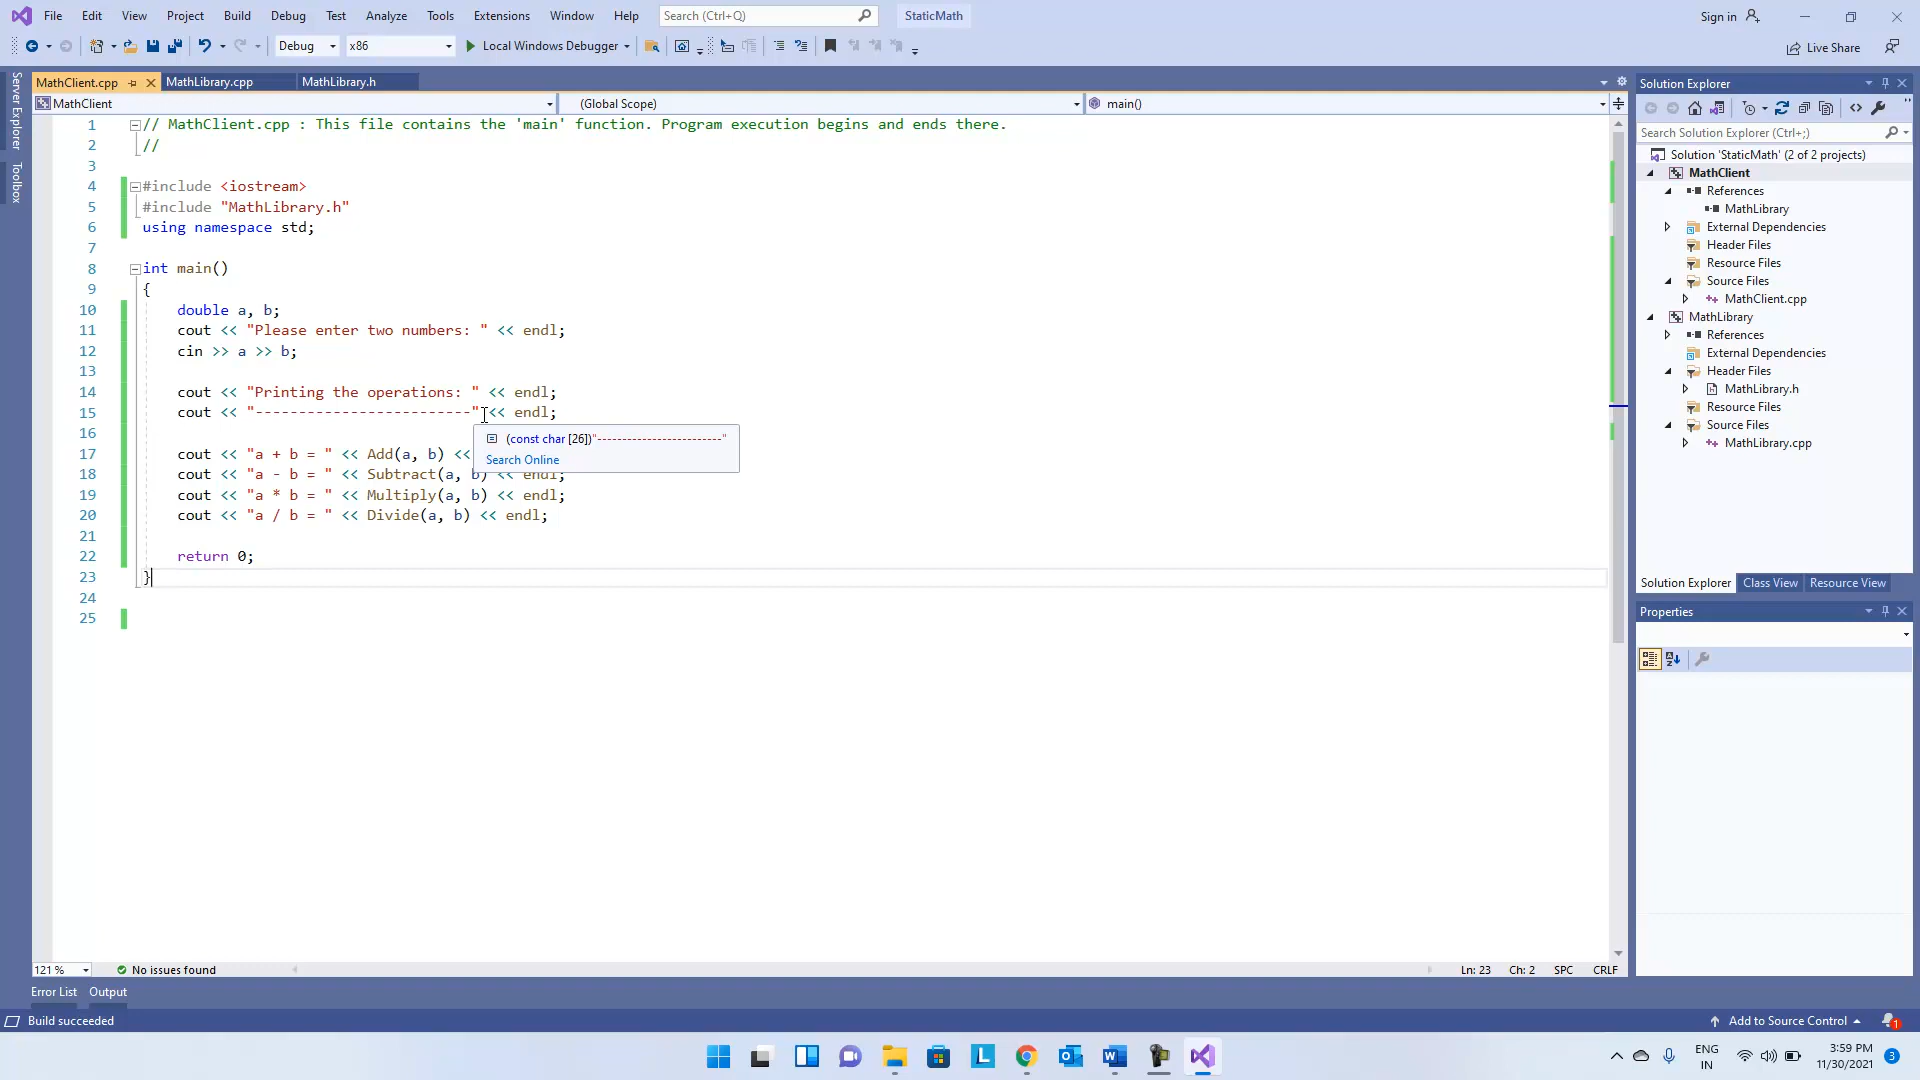 File Edit View Project Build Debug Test Analyze Tools Extensions Window Help Search (Ctrl+Q) StaticMath Sign in
Debug x86 Local Windows Debugger Live Share
Server Explorer
Toolbox
MathClient.cpp MathLibrary.cpp MathLibrary.h
MathClient (Global Scope) main()
1 // MathClient.cpp : This file contains the 'main' function. Program execution begins and ends there.
2 //
3
4 #include <iostream>
5 #include "MathLibrary.h"
6 using namespace std;
7
8 int main()
9 {
10 double a, b;
11 cout << "Please enter two numbers: " << endl;
12 cin >> a >> b;
13
14 cout << "Printing the operations: " << endl;
15 cout << "-------------------------" << endl;
16
(const char [26])"-------------------------"
Search Online
17 cout << "a + b = " << Add(a, b) <<
18 cout << "a - b = " << Subtract(a, b) << endl;
19 cout << "a * b = " << Multiply(a, b) << endl;
20 cout << "a / b = " << Divide(a, b) << endl;
21
22 return 0;
23 }
24
25
121 % No issues found Ln: 23 Ch: 2 SPC CRLF
Error List Output
Build succeeded
Add to Source Control 1
Solution Explorer
Search Solution Explorer (Ctrl+;)
Solution 'StaticMath' (2 of 2 projects)
MathClient
References
MathLibrary
External Dependencies
Header Files
Resource Files
Source Files
MathClient.cpp
MathLibrary
References
External Dependencies
Header Files
MathLibrary.h
Resource Files
Source Files
MathLibrary.cpp
Solution Explorer Class View Resource View
Properties
L W
ENG
IN
3:59 PM
11/30/2021
3